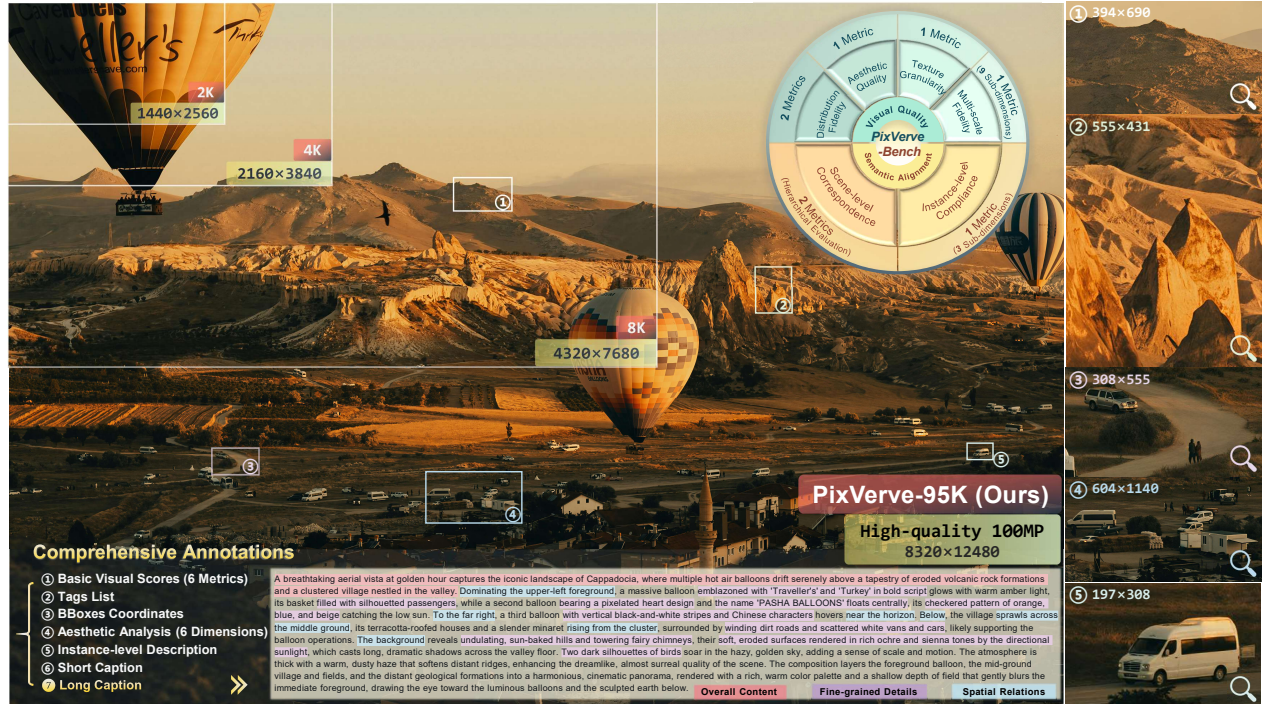 Cavendishs
Traveller's
Turk
travellerscave.com
2K
1440×2560
4K
2160×3840
8K
4320×7680
①
②
③
④
⑤
1 Metric
1 Metric
2 Metrics
1 Metric
(9 Sub-dimensions)
Aesthetic
Quality
Texture
Granularity
Distribution
Fidelity
Multi-scale
Fidelity
Visual Quality
PixVerve
-Bench
Semantic Alignment
Scene-level
Correspondence
Instance-level
Compliance
2 Metrics
(Hierarchical Evaluation)
1 Metric
(3 Sub-dimensions)
BALLOONS
① 394×690
② 555×431
③ 308×555
④ 604×1140
⑤ 197×308
PixVerve-95K (Ours)
High-quality 100MP
8320×12480
Comprehensive Annotations
① Basic Visual Scores (6 Metrics)
② Tags List
③ BBoxes Coordinates
④ Aesthetic Analysis (6 Dimensions)
⑤ Instance-level Description
⑥ Short Caption
⑦ Long Caption
A breathtaking aerial vista at golden hour captures the iconic landscape of Cappadocia, where multiple hot air balloons drift serenely above a tapestry of eroded volcanic rock formations
and a clustered village nestled in the valley. Dominating the upper-left foreground, a massive balloon emblazoned with 'Traveller's' and 'Turkey' in bold script glows with warm amber light,
its basket filled with silhouetted passengers, while a second balloon bearing a pixelated heart design and the name 'PASHA BALLOONS' floats centrally, its checkered pattern of orange,
blue, and beige catching the low sun. To the far right, a third balloon with vertical black-and-white stripes and Chinese characters hovers near the horizon. Below, the village sprawls across
the middle ground, its terracotta-roofed houses and a slender minaret rising from the cluster, surrounded by winding dirt roads and scattered white vans and cars, likely supporting the
balloon operations. The background reveals undulating, sun-baked hills and towering fairy chimneys, their soft, eroded surfaces rendered in rich ochre and sienna tones by the directional
sunlight, which casts long, dramatic shadows across the valley floor. Two dark silhouettes of birds soar in the hazy, golden sky, adding a sense of scale and motion. The atmosphere is
thick with a warm, dusty haze that softens distant ridges, enhancing the dreamlike, almost surreal quality of the scene. The composition layers the foreground balloon, the mid-ground
village and fields, and the distant geological formations into a harmonious, cinematic panorama, rendered with a rich, warm color palette and a shallow depth of field that gently blurs the
immediate foreground, drawing the eye toward the luminous balloons and the sculpted earth below.
Overall Content
Fine-grained Details
Spatial Relations